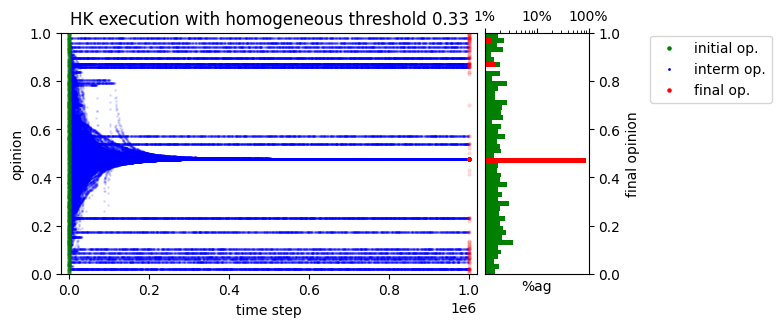 HK execution with homogeneous threshold 0.33
1% 10% 100%
1.0 1.0
0.8 0.8
0.6 0.6
0.4 0.4
0.2 0.2
0.0 0.0
opinion
final opinion
0.0 0.2 0.4 0.6 0.8 1.0
1e6
time step
%ag
initial op.
interm op.
final op.